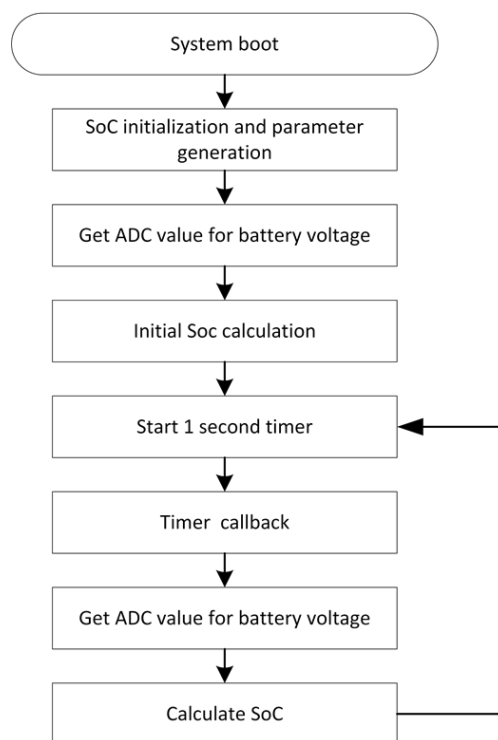 System boot
SoC initialization and parameter
generation
Get ADC value for battery voltage
Initial Soc calculation
Start 1 second timer
Timer callback
Get ADC value for battery voltage
Calculate SoC